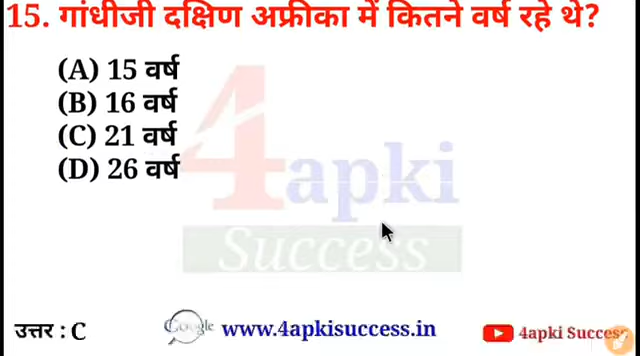 15. गांधीजी दक्षिण अफ्रीका में कितने वर्ष रहे थे?
(A) 15 वर्ष
(B) 16 वर्ष
(C) 21 वर्ष
(D) 26 वर्ष
4apki
Success
उत्तर : C
Google www.4apkisuccess.in
4apki Success